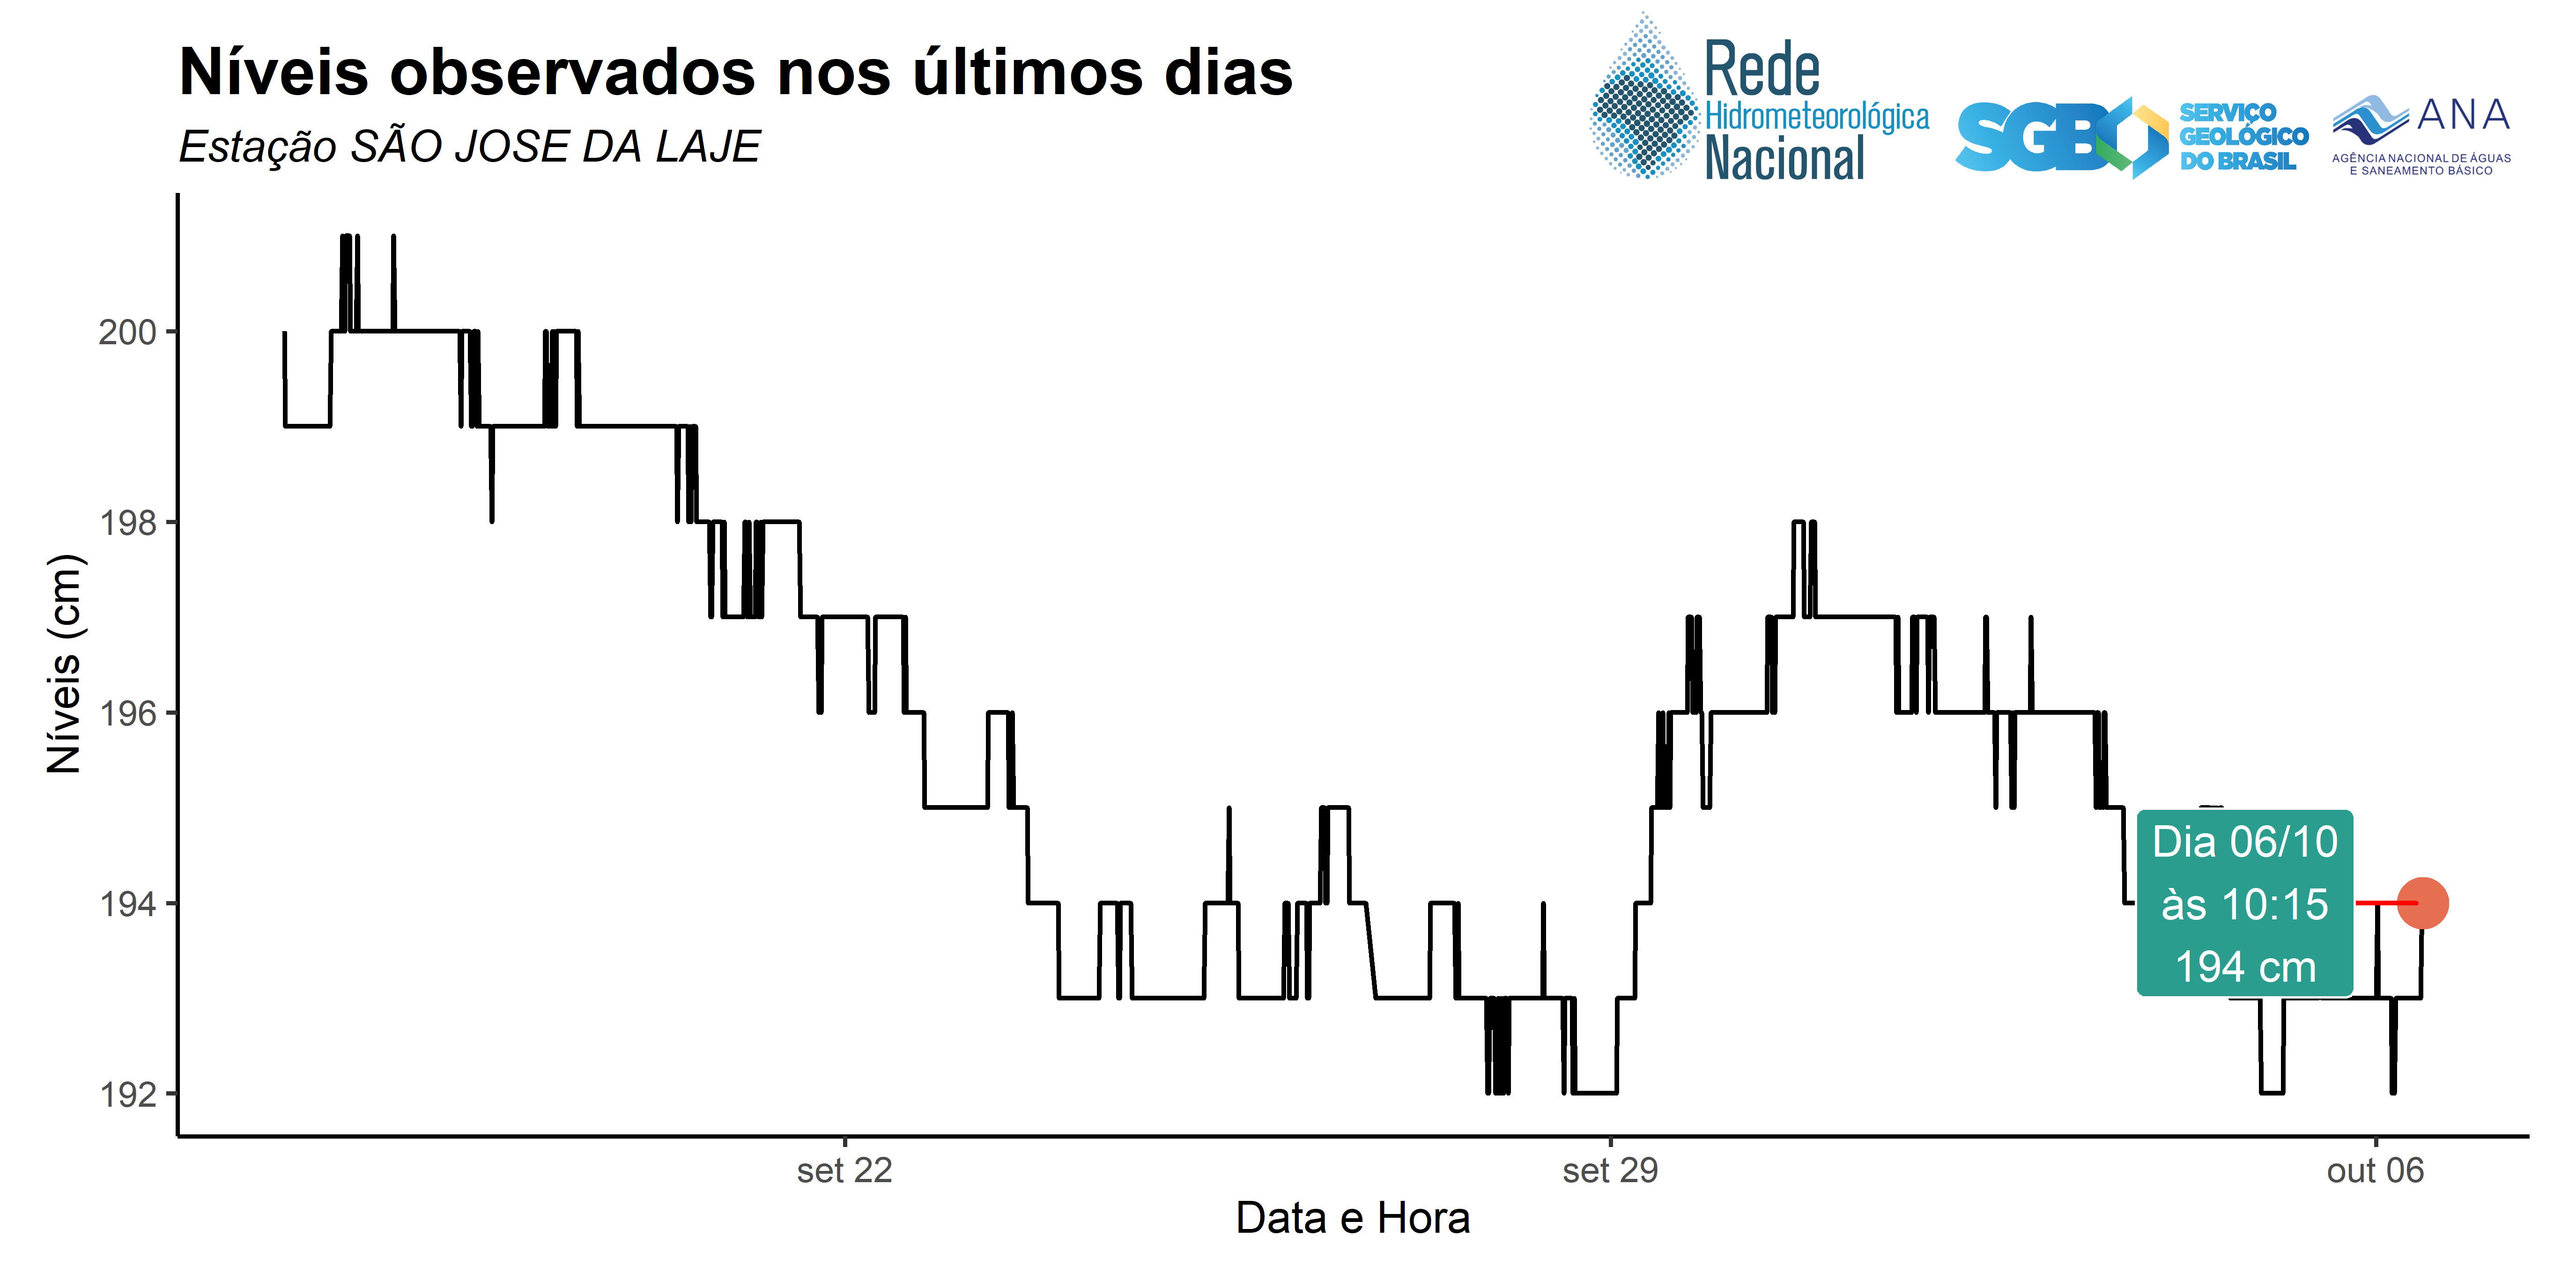 Níveis observados nos últimos dias
Estação SÃO JOSE DA LAJE
Rede
Hidrometeorológica
Nacional
SGB
SERVIÇO
GEOLÓGICO
DO BRASIL
ANA
AGÊNCIA NACIONAL DE ÁGUAS
E SANEAMENTO BÁSICO
Níveis (cm)
200
198
196
194
192
Dia 06/10
às 10:15
194 cm
set 22
set 29
out 06
Data e Hora